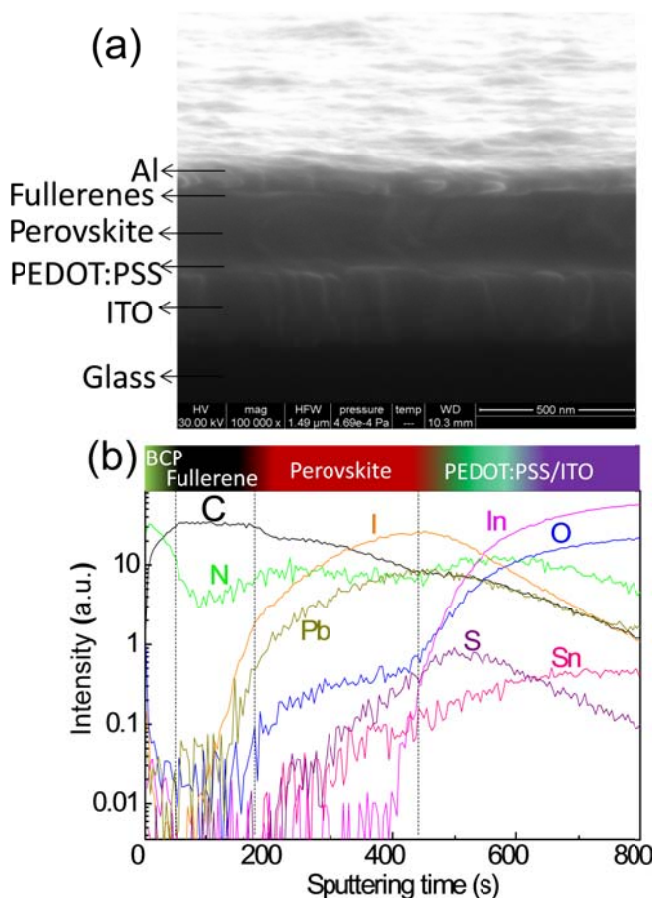 (a)
Al
Fullerenes
Perovskite
PEDOT:PSS
ITO
Glass
HV mag HFW pressure temp WD
30.00 kV 100 000 x 1.49 µm 4.69e-4 Pa --- 10.3 mm 500 nm
(b)
BCP Fullerene Perovskite PEDOT:PSS/ITO
C I In O
N Pb S Sn
Intensity (a.u.)
10
1
0.1
0.01
0 200 400 600 800
Sputtering time (s)